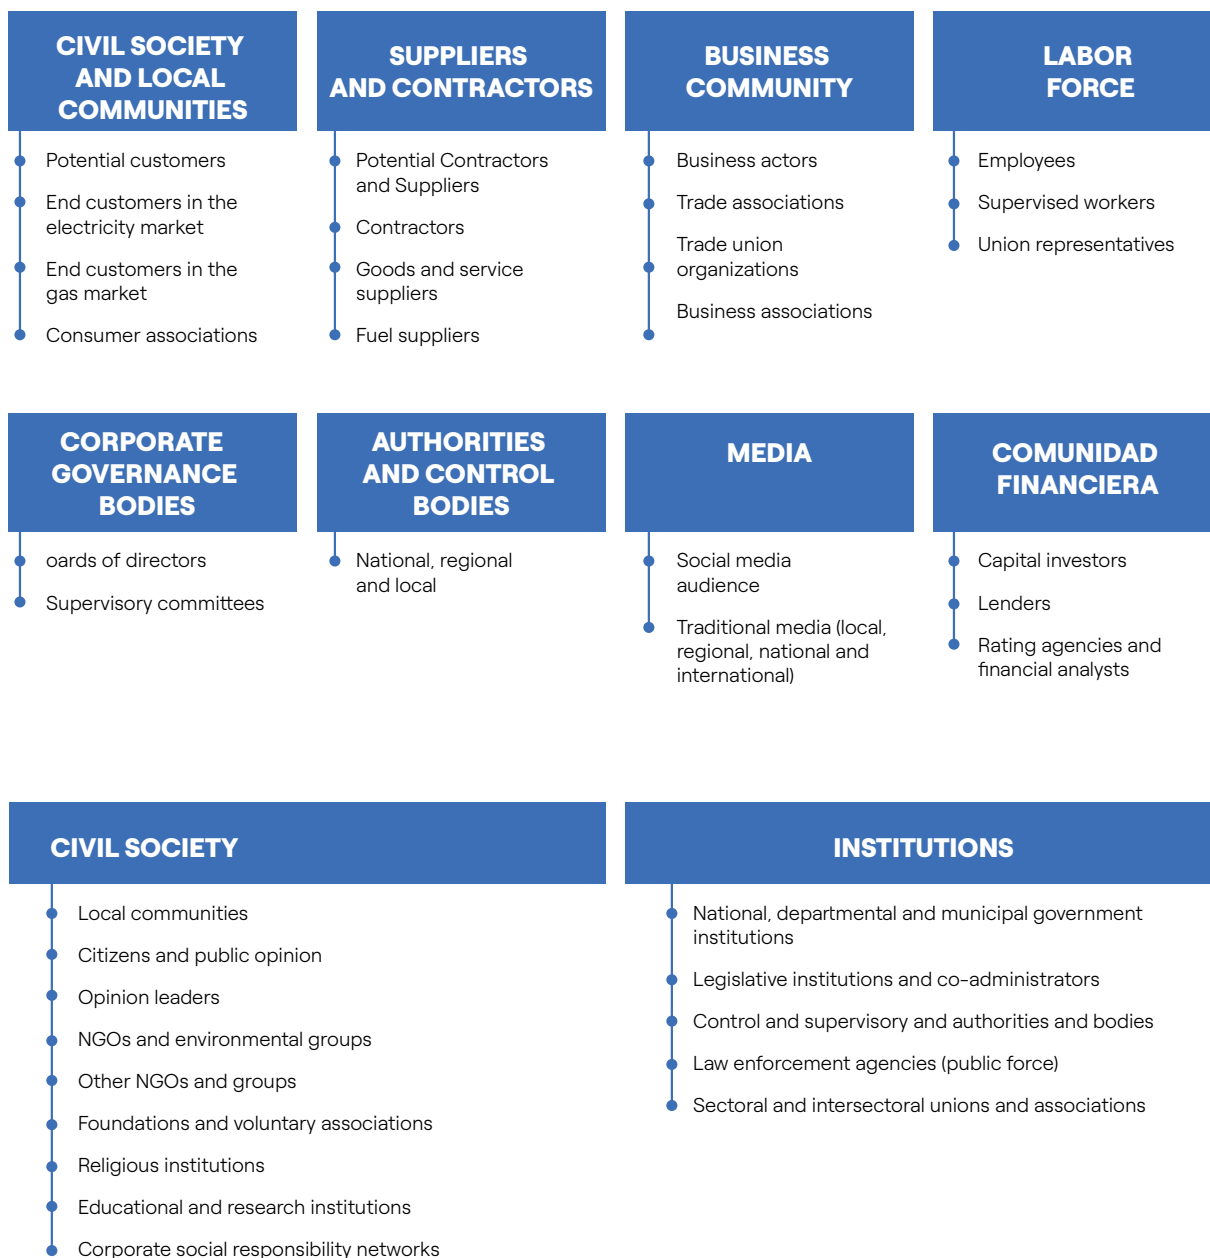 CIVIL SOCIETY
AND LOCAL
COMMUNITIES
Potential customers
End customers in the
electricity market
End customers in the
gas market
Consumer associations
SUPPLIERS
AND CONTRACTORS
Potential Contractors
and Suppliers
Contractors
Goods and service
suppliers
Fuel suppliers
BUSINESS
COMMUNITY
Business actors
Trade associations
Trade union
organizations
Business associations
LABOR
FORCE
Employees
Supervised workers
Union representatives
CORPORATE
GOVERNANCE
BODIES
oards of directors
Supervisory committees
AUTHORITIES
AND CONTROL
BODIES
National, regional
and local
MEDIA
Social media
audience
Traditional media (local,
regional, national and
international)
COMUNIDAD
FINANCIERA
Capital investors
Lenders
Rating agencies and
financial analysts
CIVIL SOCIETY
Local communities
Citizens and public opinion
Opinion leaders
NGOs and environmental groups
Other NGOs and groups
Foundations and voluntary associations
Religious institutions
Educational and research institutions
Corporate social responsibility networks
INSTITUTIONS
National, departmental and municipal government
institutions
Legislative institutions and co-administrators
Control and supervisory and authorities and bodies
Law enforcement agencies (public force)
Sectoral and intersectoral unions and associations